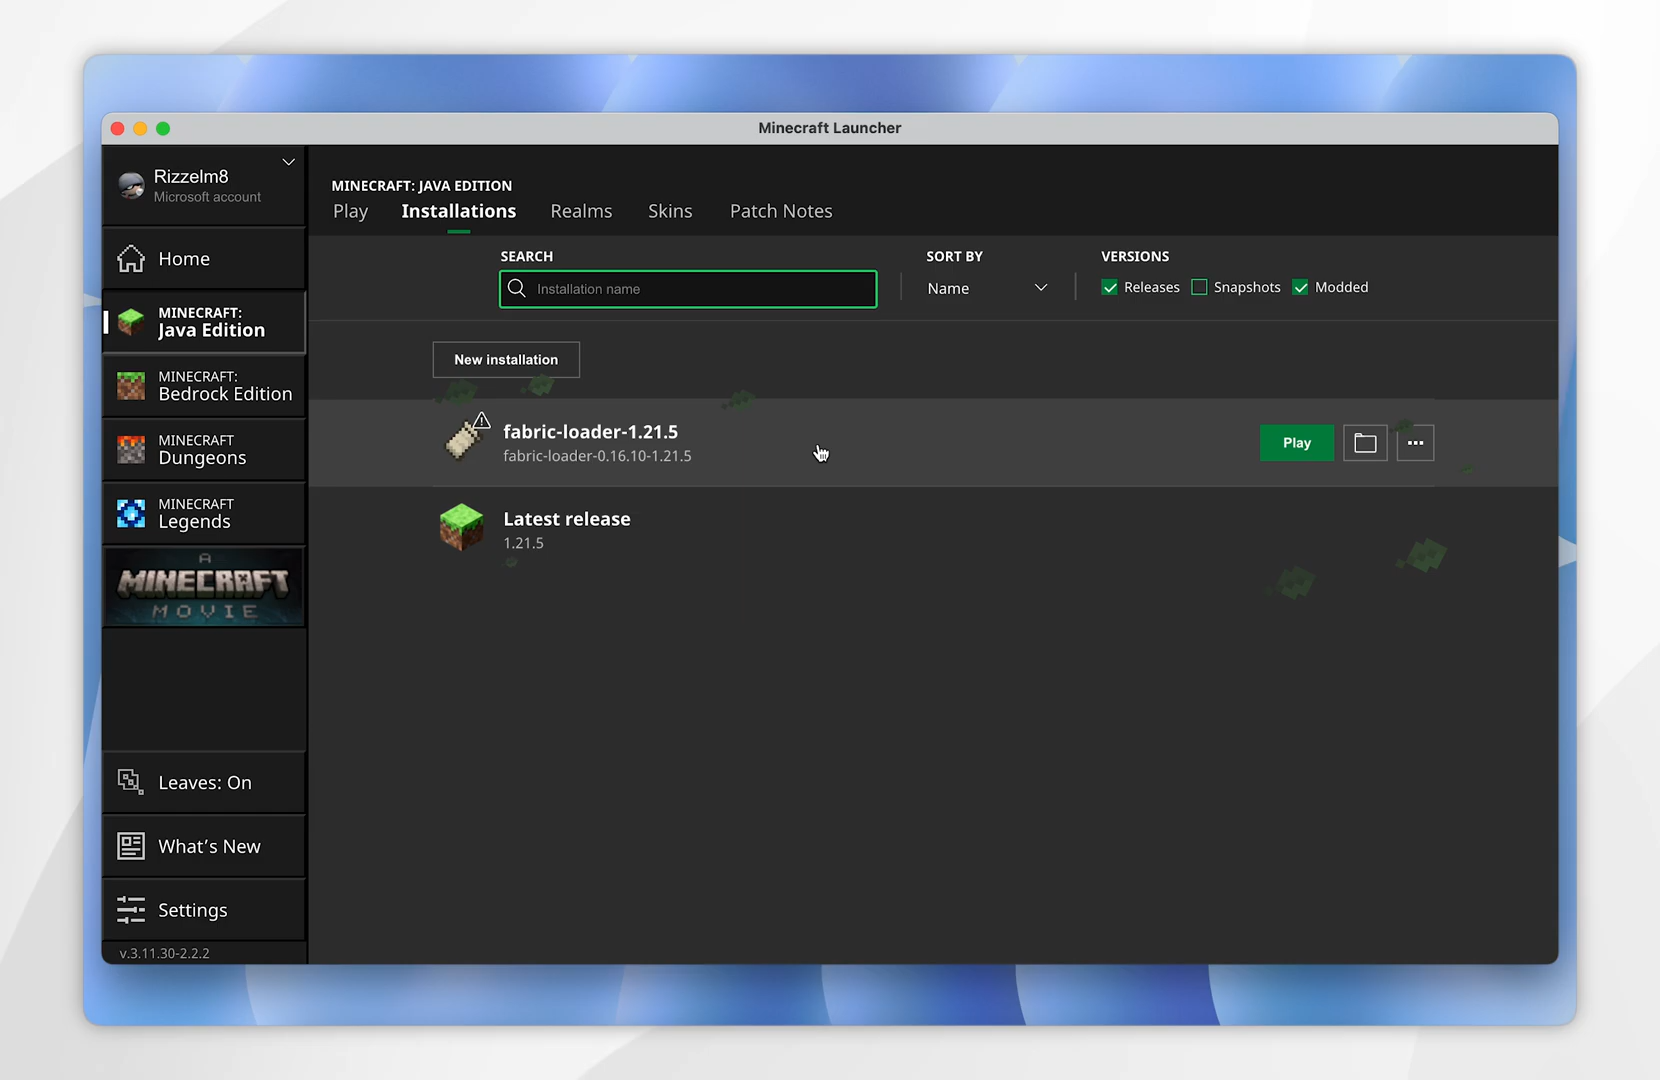 Minecraft Launcher
Rizzelm8
Microsoft account
Home
MINECRAFT:
Java Edition
MINECRAFT:
Bedrock Edition
MINECRAFT
Dungeons
MINECRAFT
Legends
A
MINECRAFT
MOVIE
Leaves: On
What’s New
Settings
v.3.11.30-2.2.2
MINECRAFT: JAVA EDITION
Play Installations Realms Skins Patch Notes
SEARCH SORT BY VERSIONS
Installation name Name Releases Snapshots Modded
New installation
fabric-loader-1.21.5
fabric-loader-0.16.10-1.21.5
Play
Latest release
1.21.5